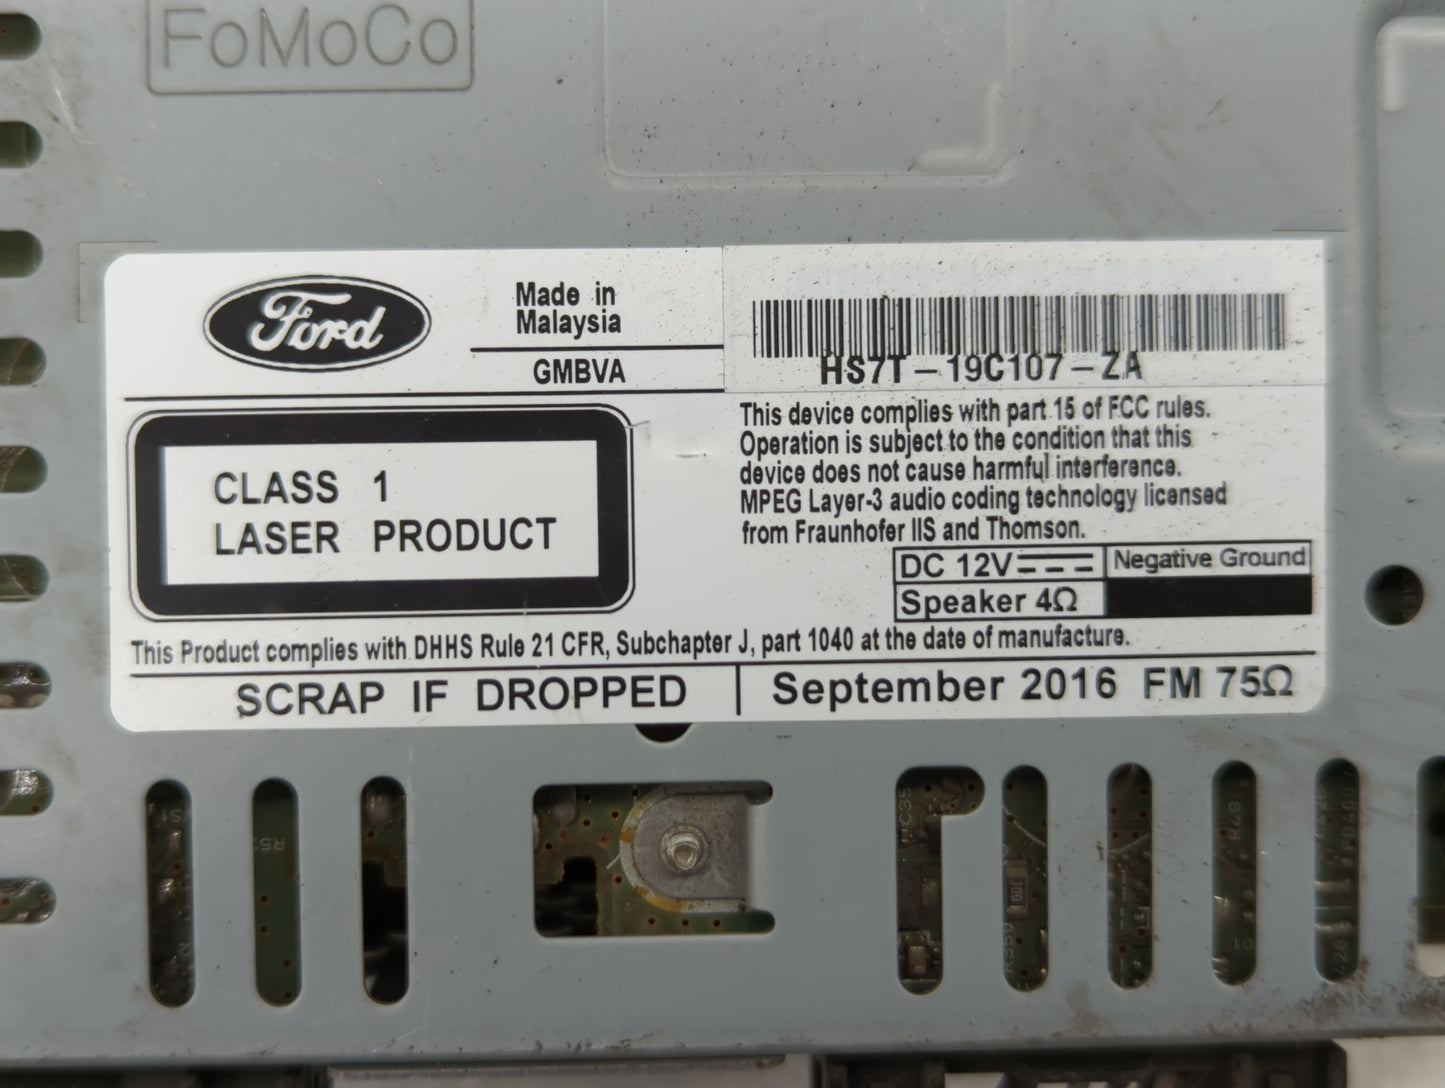 FoMoCo
Ford
Made in
Malaysia
GMBVA
HS7T-19C107-ZA
CLASS 1
LASER PRODUCT
This device complies with part 15 of FCC rules.
Operation is subject to the condition that this
device does not cause harmful interference.
MPEG Layer-3 audio coding technology licensed
from Fraunhofer IIS and Thomson.
DC 12V Negative Ground
Speaker 4Ω
This Product complies with DHHS Rule 21 CFR, Subchapter J, part 1040 at the date of manufacture.
SCRAP IF DROPPED | September 2016 FM 75Ω